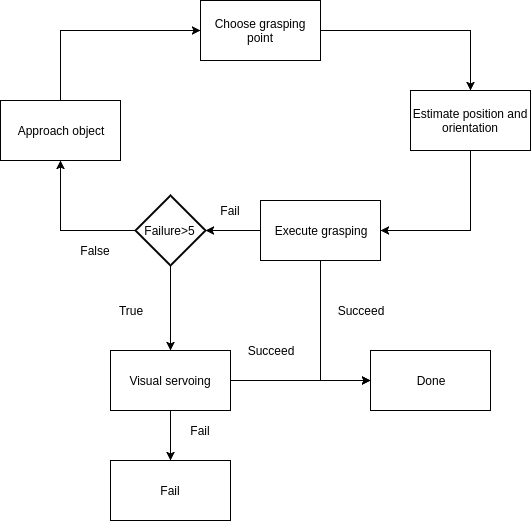 Choose grasping
point
Approach object
Estimate position and
orientation
Fail
Failure>5
Execute grasping
False
True
Succeed
Succeed
Visual servoing
Done
Fail
Fail